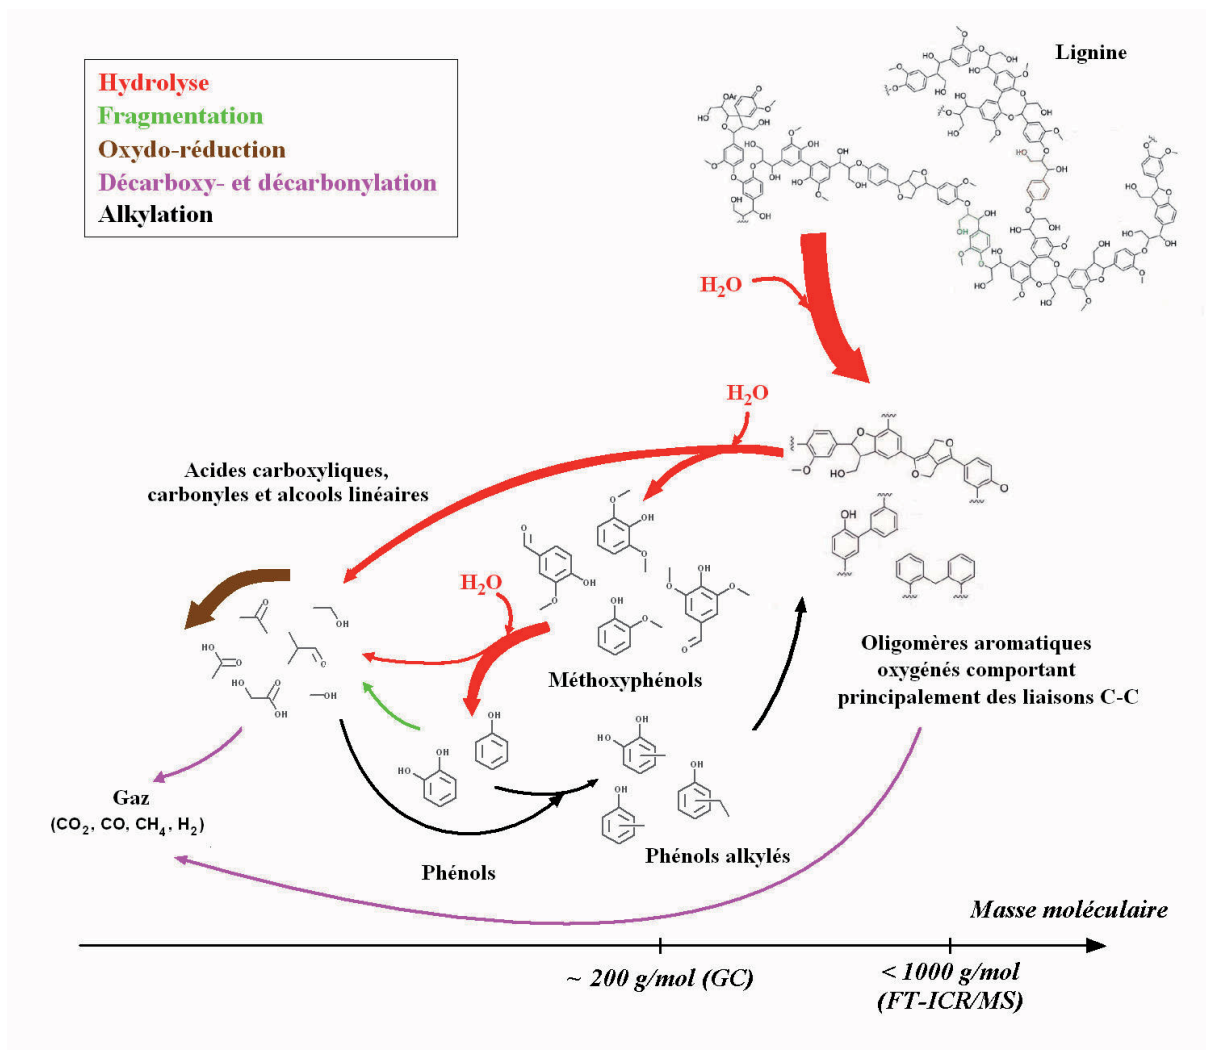 Hydrolyse
Fragmentation
Oxydo-réduction
Décarboxy- et décarbonylation
Alkylation
Lignine
H₂O
H₂O
Acides carboxyliques,
carbonyles et alcools linéaires
H₂O
Méthoxyphénols
Oligomères aromatiques
oxygénés comportant
principalement des liaisons C-C
Gaz
(CO₂, CO, CH₄, H₂)
Phénols
Phénols alkylés
Masse moléculaire
~ 200 g/mol (GC)
< 1000 g/mol
(FT-ICR/MS)